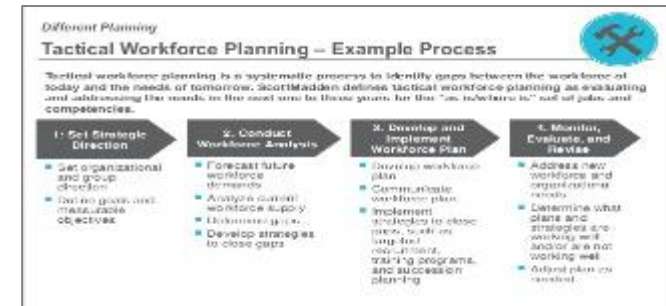 Different Planning
Tactical Workforce Planning – Example Process
Tactical workforce planning is a systematic process to identify gaps between the workforce of
today and the needs of tomorrow. ScottMadden defines tactical workforce planning as evaluating
and addressing the needs in the next one to three years for the "as is/where is" set of jobs and
competencies.
1: Set Strategic
Direction
Set organizational
and group
direction
Define goals and
measurable
objectives
2. Conduct
Workforce Analysis
Forecast future
workforce
demands
Analyze current
workforce supply
Determine gaps
Develop strategies
to close gaps
3. Develop and
Implement
Workforce Plan
Develop workforce
plan
Communicate
workforce plan
Implement
strategies to close
gaps, such as
targeted
recruitment,
training programs,
and succession
planning
4. Monitor,
Evaluate, and
Revise
Address new
workforce and
organizational
needs
Determine what
plans and
strategies are
working well
and/or are not
working well
Adjust plan as
needed